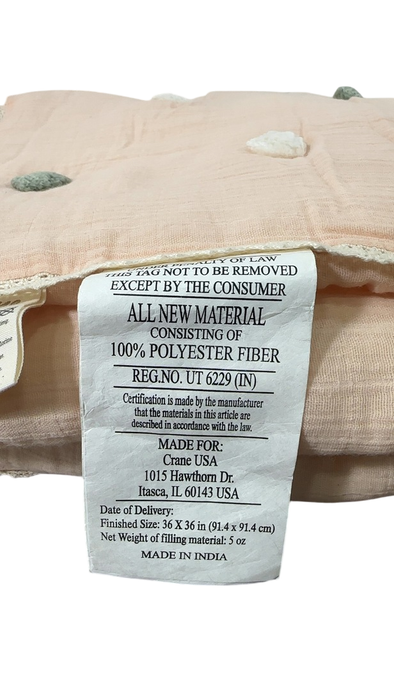 UNDER PENALTY OF LAW
THIS TAG NOT TO BE REMOVED
EXCEPT BY THE CONSUMER
ALL NEW MATERIAL
CONSISTING OF
100% POLYESTER FIBER
REG.NO. UT 6229 (IN)
Certification is made by the manufacturer
that the materials in this article are
described in accordance with the law.
MADE FOR:
Crane USA
1015 Hawthorn Dr.
Itasca, IL 60143 USA
Date of Delivery:
Finished Size: 36 X 36 in (91.4 x 91.4 cm)
Net Weight of filling material: 5 oz
MADE IN INDIA